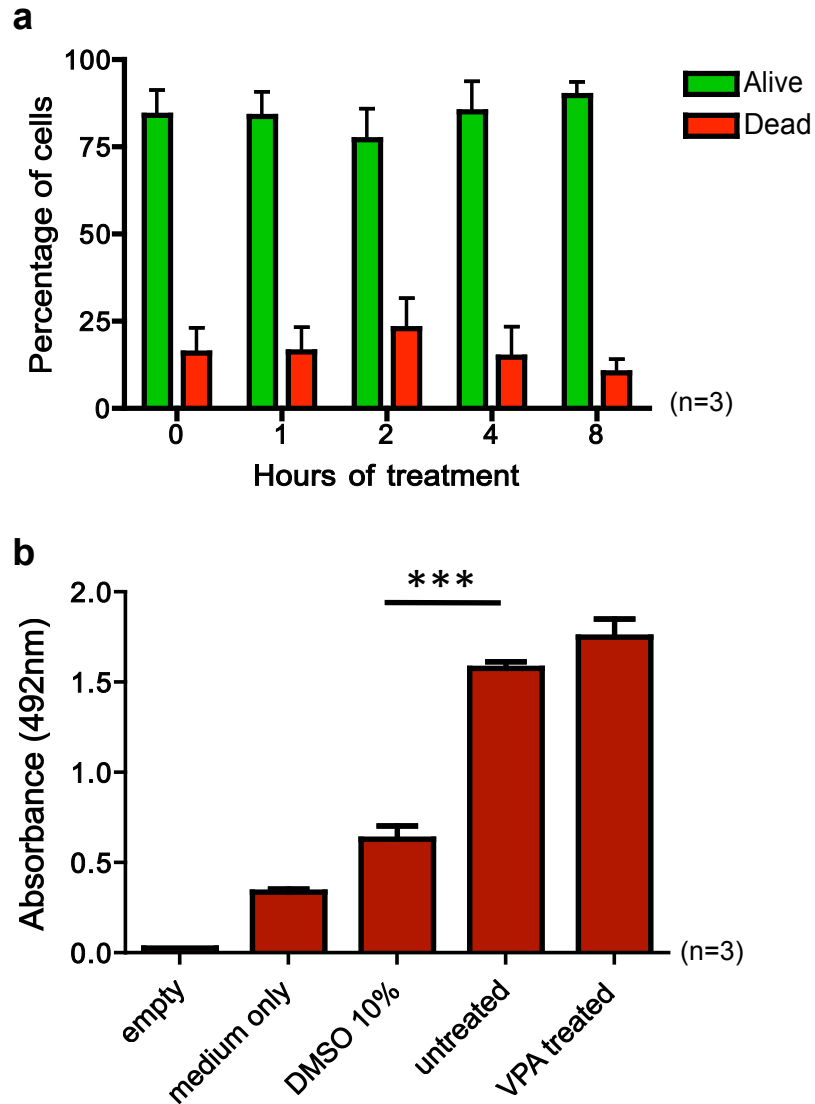 a
100
75
50
25
0
Percentage of cells
Alive
Dead
0 1 2 4 8
(n=3)
Hours of treatment
b
***
2.0
1.5
1.0
0.5
0.0
Absorbance (492nm)
(n=3)
empty
medium only
DMSO 10%
untreated
VPA treated